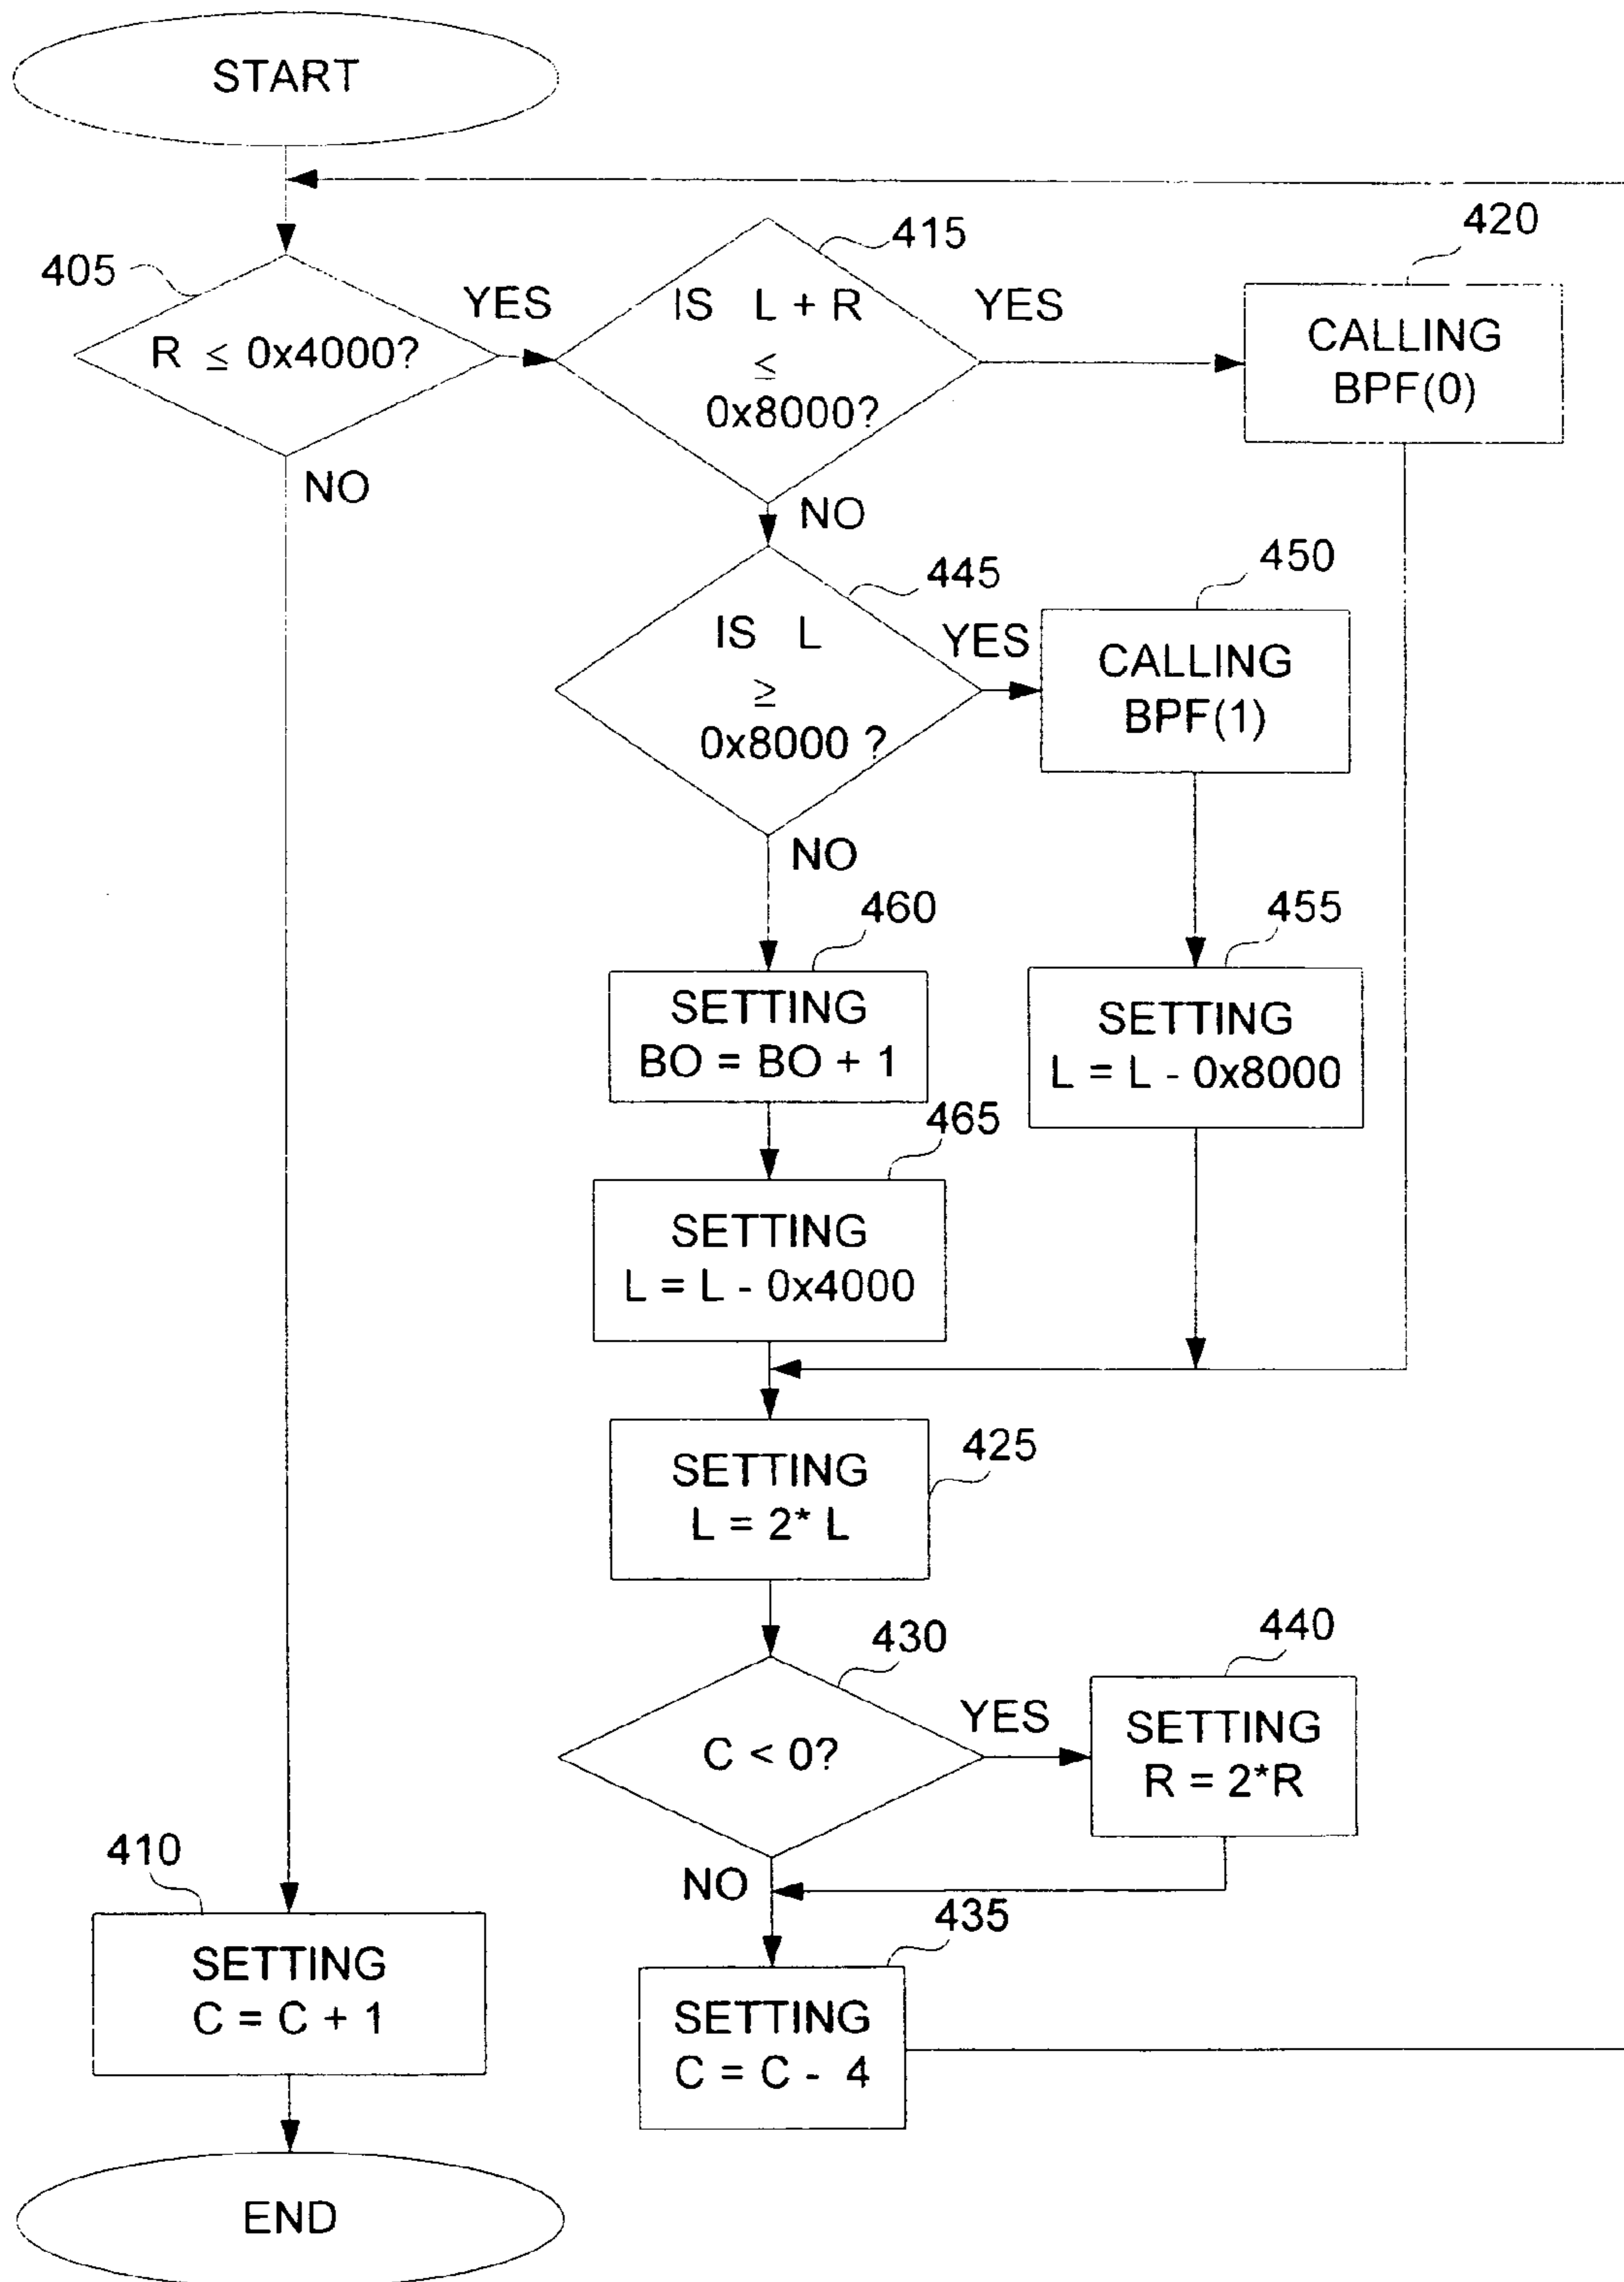 START
405
R ≤ 0x4000?
YES
NO
415
IS L + R
≤
0x8000?
YES
NO
420
CALLING
BPF(0)
445
IS L
≥
0x8000 ?
YES
NO
450
CALLING
BPF(1)
460
SETTING
BO = BO + 1
455
SETTING
L = L - 0x8000
465
SETTING
L = L - 0x4000
425
SETTING
L = 2* L
430
C < 0?
YES
NO
440
SETTING
R = 2*R
410
SETTING
C = C + 1
435
SETTING
C = C - 4
END